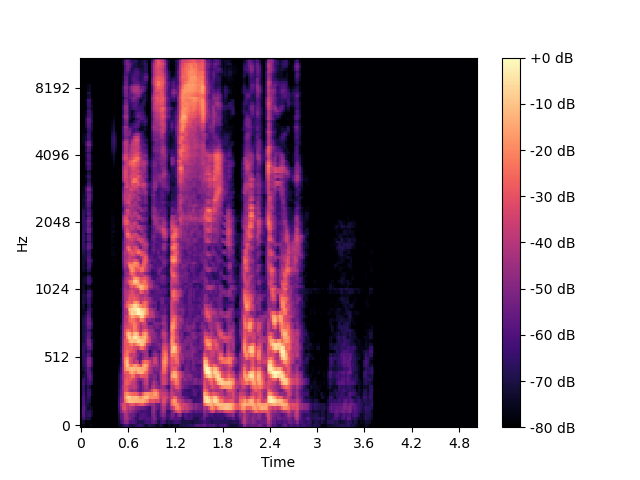 8192
4096
2048
1024
512
0
Hz
0 0.6 1.2 1.8 2.4 3 3.6 4.2 4.8
Time
+0 dB
-10 dB
-20 dB
-30 dB
-40 dB
-50 dB
-60 dB
-70 dB
-80 dB